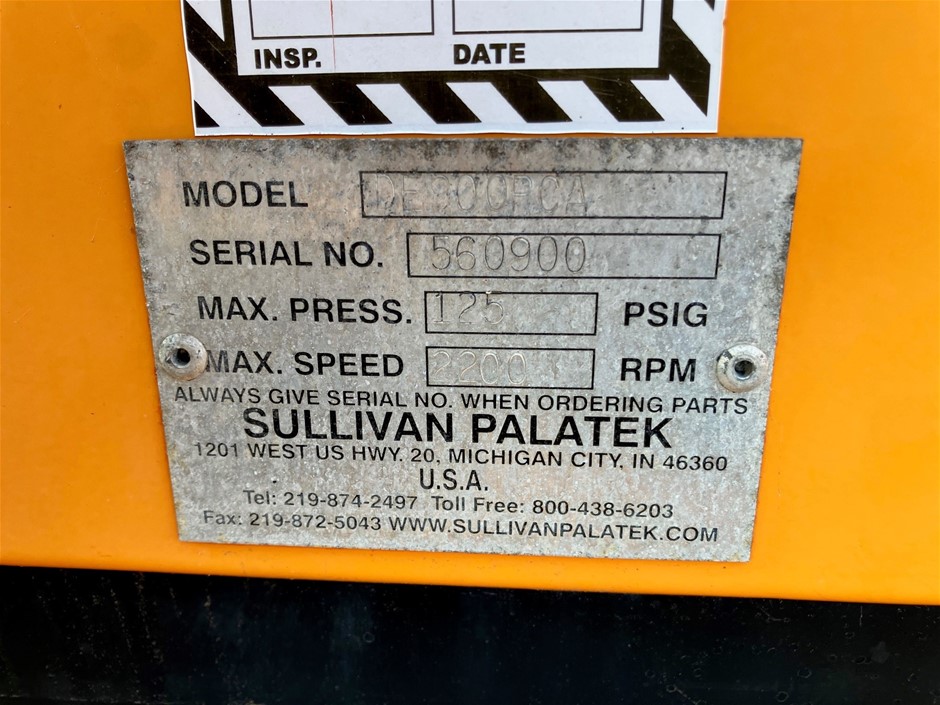 INSP. DATE
MODEL
SERIAL NO. 560900
MAX. PRESS. 125 PSIG
MAX. SPEED 2200 RPM
ALWAYS GIVE SERIAL NO. WHEN ORDERING PARTS
SULLIVAN PALATEK
1201 WEST US HWY. 20, MICHIGAN CITY, IN 46360
U.S.A.
Tel: 219-874-2497 Toll Free: 800-438-6203
Fax: 219-872-5043 WWW.SULLIVANPALATEK.COM